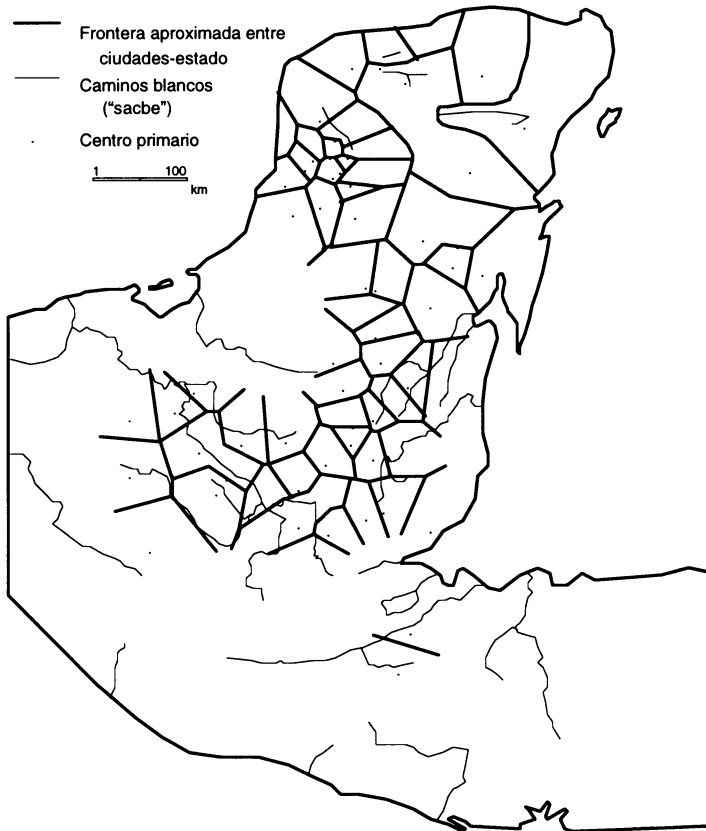 Frontera aproximada entre
ciudades-estado
Caminos blancos
("sacbe")
Centro primario
1 100
km